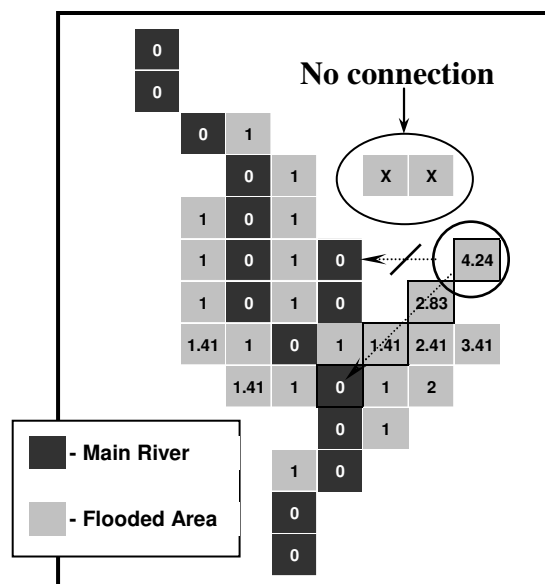 0
No connection
0
0 1
0 1 X X
1 0 1
1 0 1 0 4.24
1 0 1 0 2.83
1.41 1 0 1 1.41 2.41 3.41
1.41 1 0 1 2
0 1
- Main River
1 0
0
- Flooded Area
0